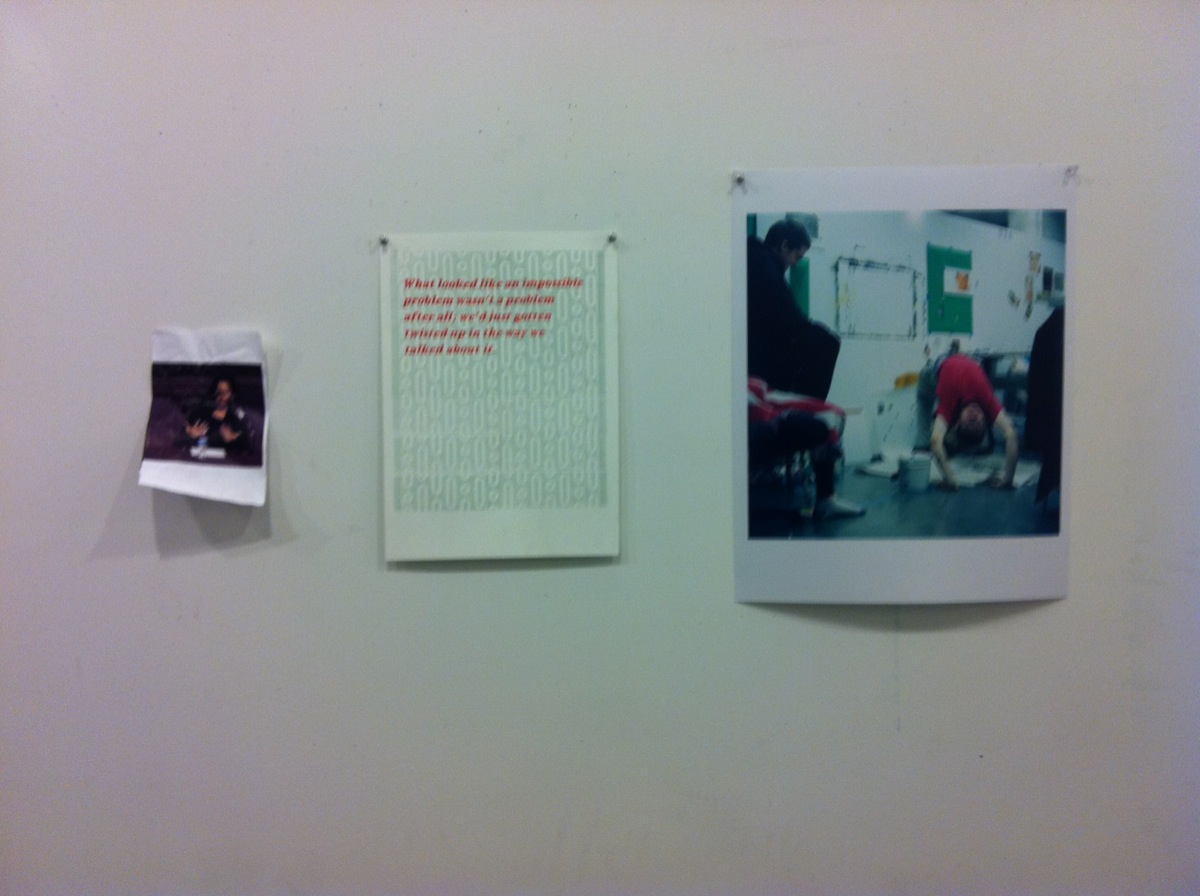 What looked like an impossible
problem wasn't a problem
after all; we'd just gotten
twisted up in the way we
talked about it.